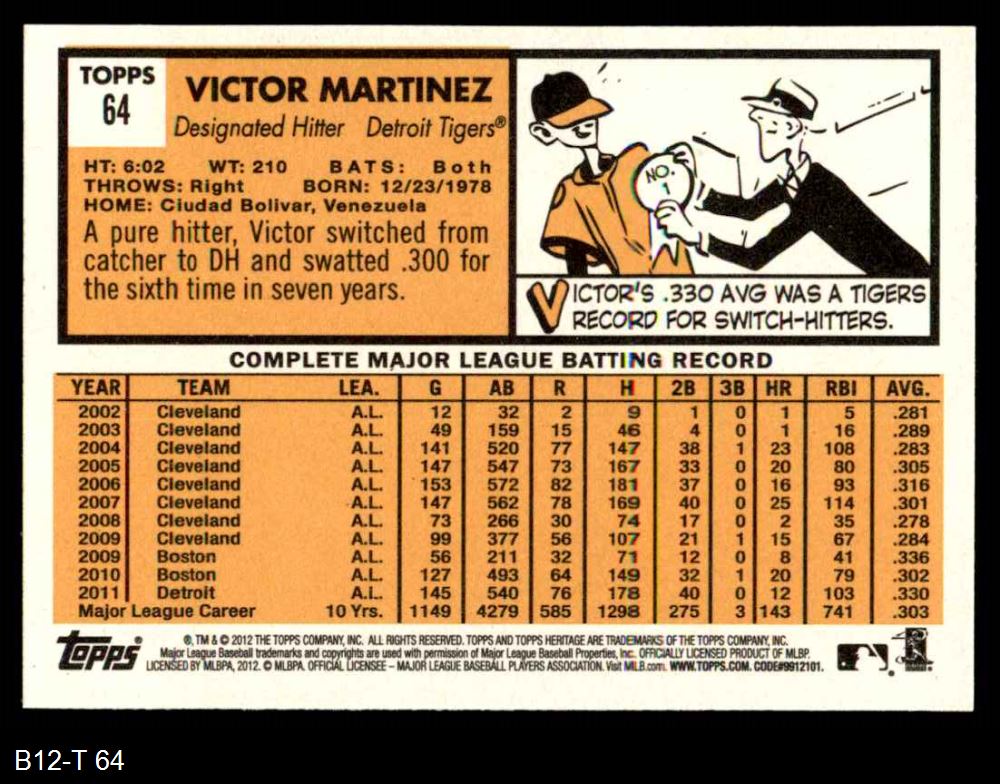 TOPPS
64
VICTOR MARTINEZ
Designated Hitter Detroit Tigers®
HT: 6:02 WT: 210 BATS: Both
THROWS: Right BORN: 12/23/1978
HOME: Ciudad Bolivar, Venezuela
A pure hitter, Victor switched from
catcher to DH and swatted .300 for
the sixth time in seven years.
NO.
1
VICTOR'S .330 AVG WAS A TIGERS
RECORD FOR SWITCH-HITTERS.
COMPLETE MAJOR LEAGUE BATTING RECORD
YEAR TEAM LEA. G AB R H 2B 3B HR RBI AVG.
2002 Cleveland A.L. 12 32 2 9 1 0 1 5 .281
2003 Cleveland A.L. 49 159 15 46 4 0 1 16 .289
2004 Cleveland A.L. 141 520 77 147 38 1 23 108 .283
2005 Cleveland A.L. 147 547 73 167 33 0 20 80 .305
2006 Cleveland A.L. 153 572 82 181 37 0 16 93 .316
2007 Cleveland A.L. 147 562 78 169 40 0 25 114 .301
2008 Cleveland A.L. 73 266 30 74 17 0 2 35 .278
2009 Cleveland A.L. 99 377 56 107 21 1 15 67 .284
2009 Boston A.L. 56 211 32 71 12 0 8 41 .336
2010 Boston A.L. 127 493 64 149 32 1 20 79 .302
2011 Detroit A.L. 145 540 76 178 40 0 12 103 .330
Major League Career 10 Yrs. 1149 4279 585 1298 275 3 143 741 .303
Topps
®, TM & © 2012 THE TOPPS COMPANY, INC. ALL RIGHTS RESERVED. TOPPS AND TOPPS HERITAGE ARE TRADEMARKS OF THE TOPPS COMPANY, INC.
Major League Baseball trademarks and copyrights are used with permission of Major League Baseball Properties, Inc. OFFICIALLY LICENSED PRODUCT OF MLBP.
LICENSED BY MLBPA, 2012. © MLBPA. OFFICIAL LICENSEE – MAJOR LEAGUE BASEBALL PLAYERS ASSOCIATION. Visit MLB.com. WWW.TOPPS.COM. CODE#9912101.
B12-T 64